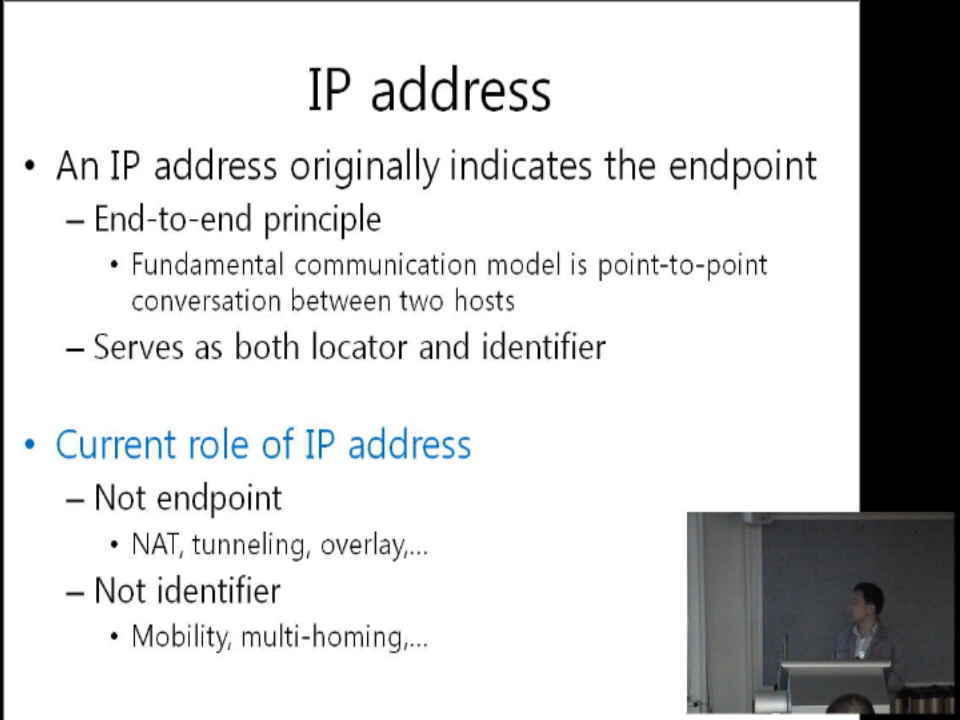 IP address
• An IP address originally indicates the endpoint
– End-to-end principle
• Fundamental communication model is point-to-point
conversation between two hosts
– Serves as both locator and identifier
• Current role of IP address
– Not endpoint
• NAT, tunneling, overlay,...
– Not identifier
• Mobility, multi-homing,...